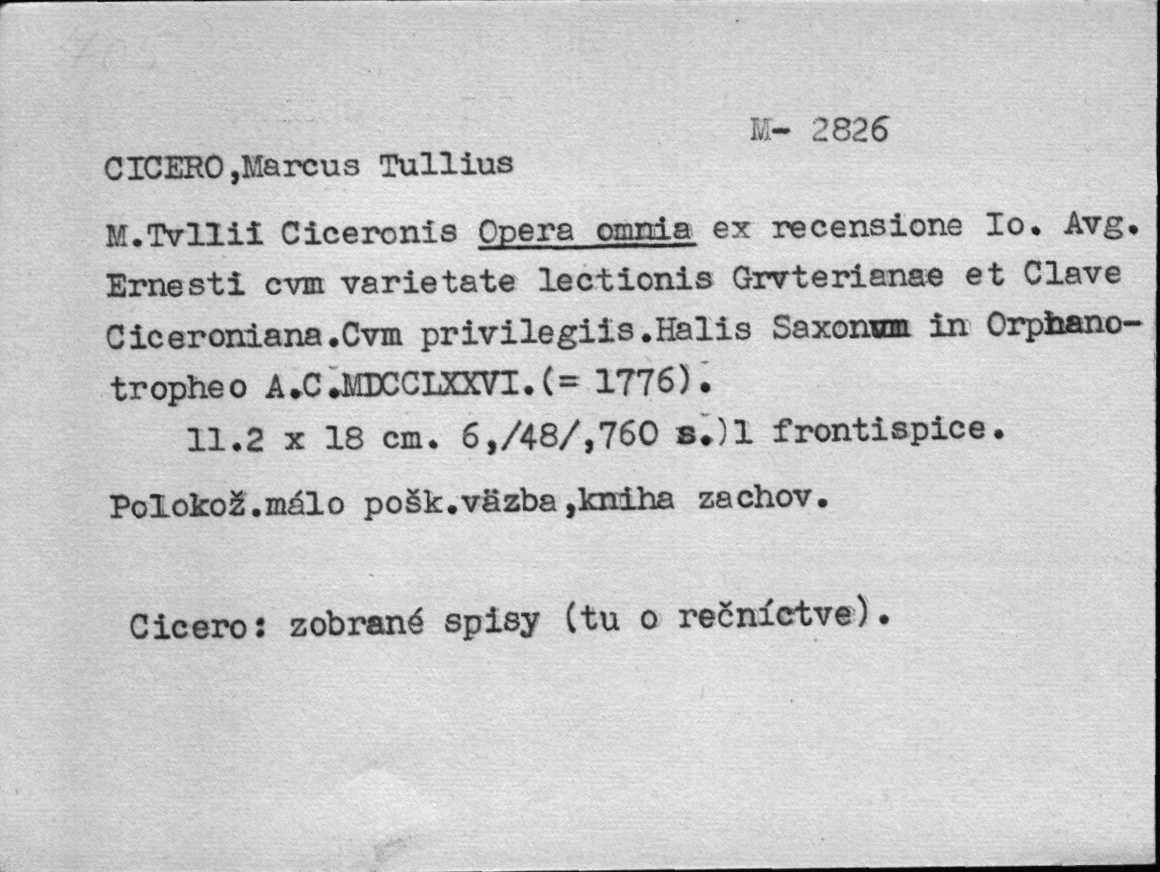 M- 2826
CICERO,Marcus Tullius
M.Tvllii Ciceronis Opera omnia ex recensione Io. Avg.
Ernesti cvm varietate lectionis Grvterianae et Clave
Ciceroniana.Cvm privilegiis.Halis Saxonvm in Orphano-
tropheo A.C.MDCCLXXVI.(= 1776).
11.2 x 18 cm. 6,/48/,760 s.)1 frontispice.
Polokož.málo pošk.väzba,kniha zachov.
Cicero: zobrané spisy (tu o rečníctve).